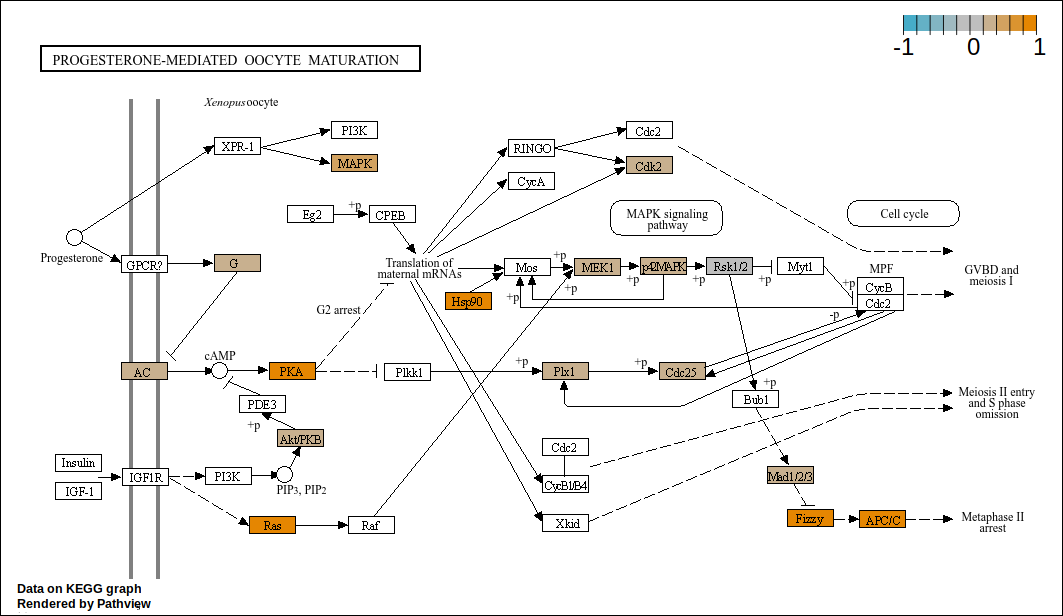 -1 0 1
PROGESTERONE-MEDIATED OOCYTE MATURATION
Xenopus oocyte
XPR-1
PI3K
MAPK
RINGO
Cdc2
Cdk2
CycA
Eg2
+p
CPEB
MAPK signaling
pathway
Cell cycle
Progesterone
GPCR?
G
Translation of
maternal mRNAs
Mos
+p
MEK1
p42MAPK
Rsk1/2
Myt1
MPF
CycB
Cdc2
GVBD and
meiosis I
+p
+p
+p
+p
+p
Hsp90
G2 arrest
-p
AC
cAMP
PKA
Plkk1
+p
Plx1
+p
Cdc25
+p
Bub1
PDE3
+p
Akt/PKB
Meiosis II entry
and S phase
omission
Insulin
IGF-1
IGF1R
PI3K
PIP3, PIP2
Cdc2
CycB1/B4
Mad1/2/3
Ras
Raf
Xkid
Fizzy
APC/C
Metaphase II
arrest
Data on KEGG graph
Rendered by Pathview